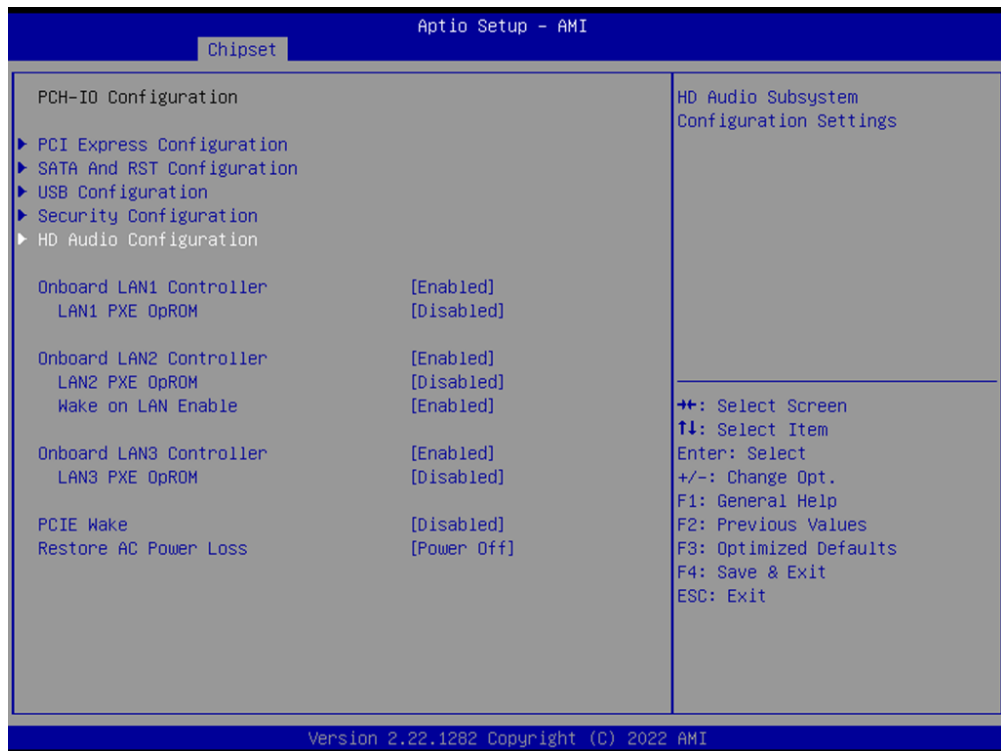 Aptio Setup – AMI
Chipset
PCH-IO Configuration
PCI Express Configuration
SATA And RST Configuration
USB Configuration
Security Configuration
HD Audio Configuration
Onboard LAN1 Controller [Enabled]
LAN1 PXE OpROM [Disabled]
Onboard LAN2 Controller [Enabled]
LAN2 PXE OpROM [Disabled]
Wake on LAN Enable [Enabled]
Onboard LAN3 Controller [Enabled]
LAN3 PXE OpROM [Disabled]
PCIE Wake [Disabled]
Restore AC Power Loss [Power Off]
HD Audio Subsystem
Configuration Settings
→←: Select Screen
↑↓: Select Item
Enter: Select
+/-: Change Opt.
F1: General Help
F2: Previous Values
F3: Optimized Defaults
F4: Save & Exit
ESC: Exit
Version 2.22.1282 Copyright (C) 2022 AMI